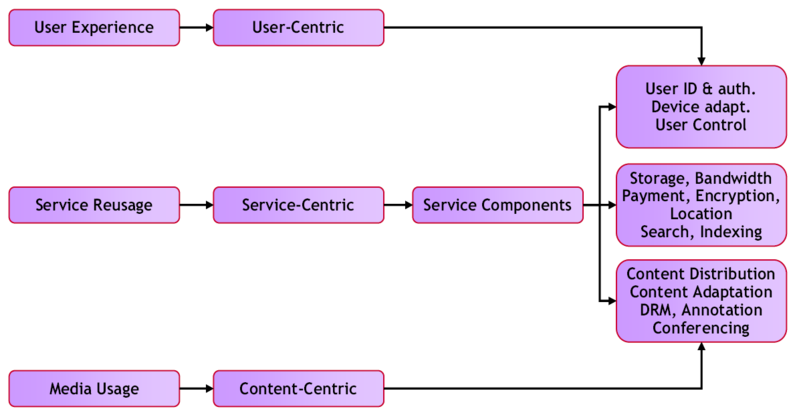 User Experience
User-Centric
User ID & auth.
Device adapt.
User Control
Service Reusage
Service-Centric
Service Components
Storage, Bandwidth
Payment, Encryption,
Location
Search, Indexing
Content Distribution
Content Adaptation
DRM, Annotation
Conferencing
Media Usage
Content-Centric